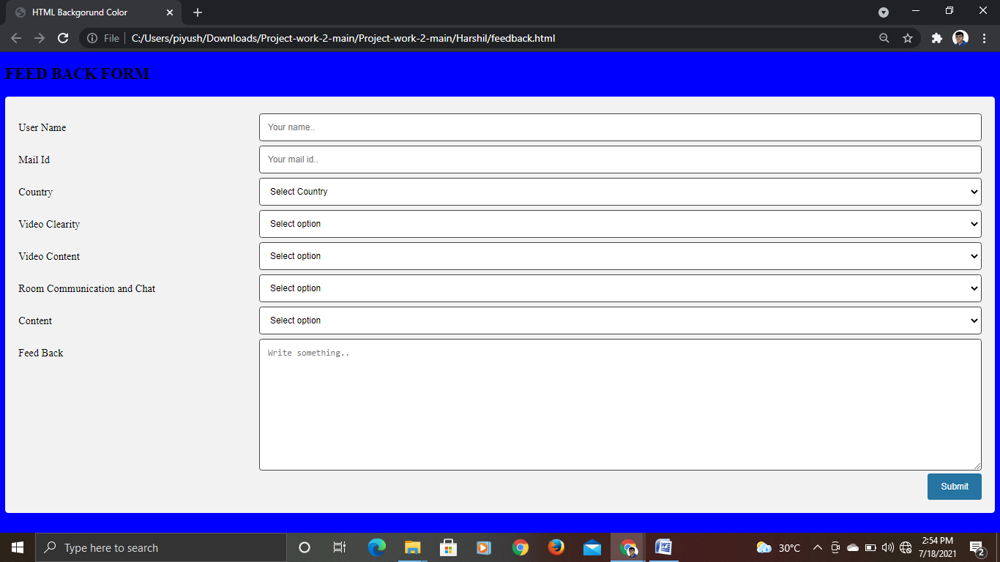 HTML Backgorund Color
File
C:/Users/piyush/Downloads/Project-work-2-main/Project-work-2-main/Harshil/feedback.html
FEED BACK FORM
User Name
Your name..
Mail Id
Your mail id..
Country
Select Country
Video Clearity
Select option
Video Content
Select option
Room Communication and Chat
Select option
Content
Select option
Feed Back
Write something..
Submit
Type here to search
30°C
2:54 PM
7/18/2021
2